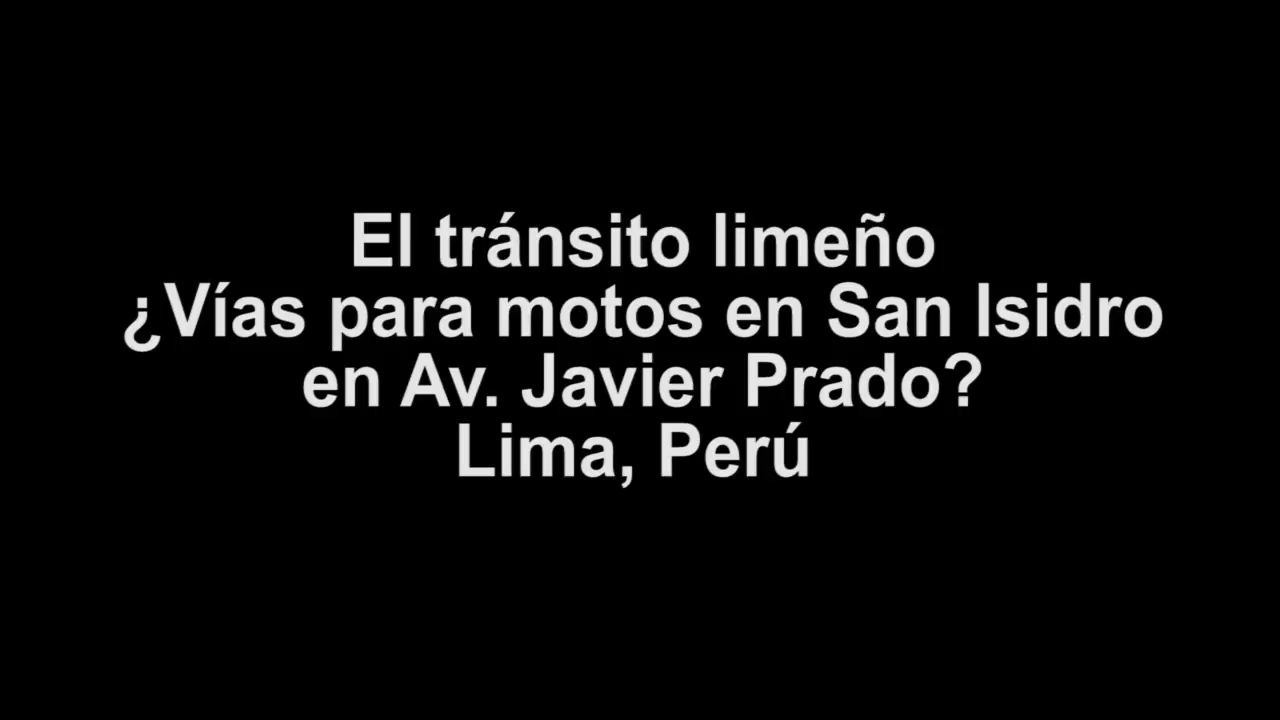 El tránsito limeño
¿Vías para motos en San Isidro
en Av. Javier Prado?
Lima, Perú